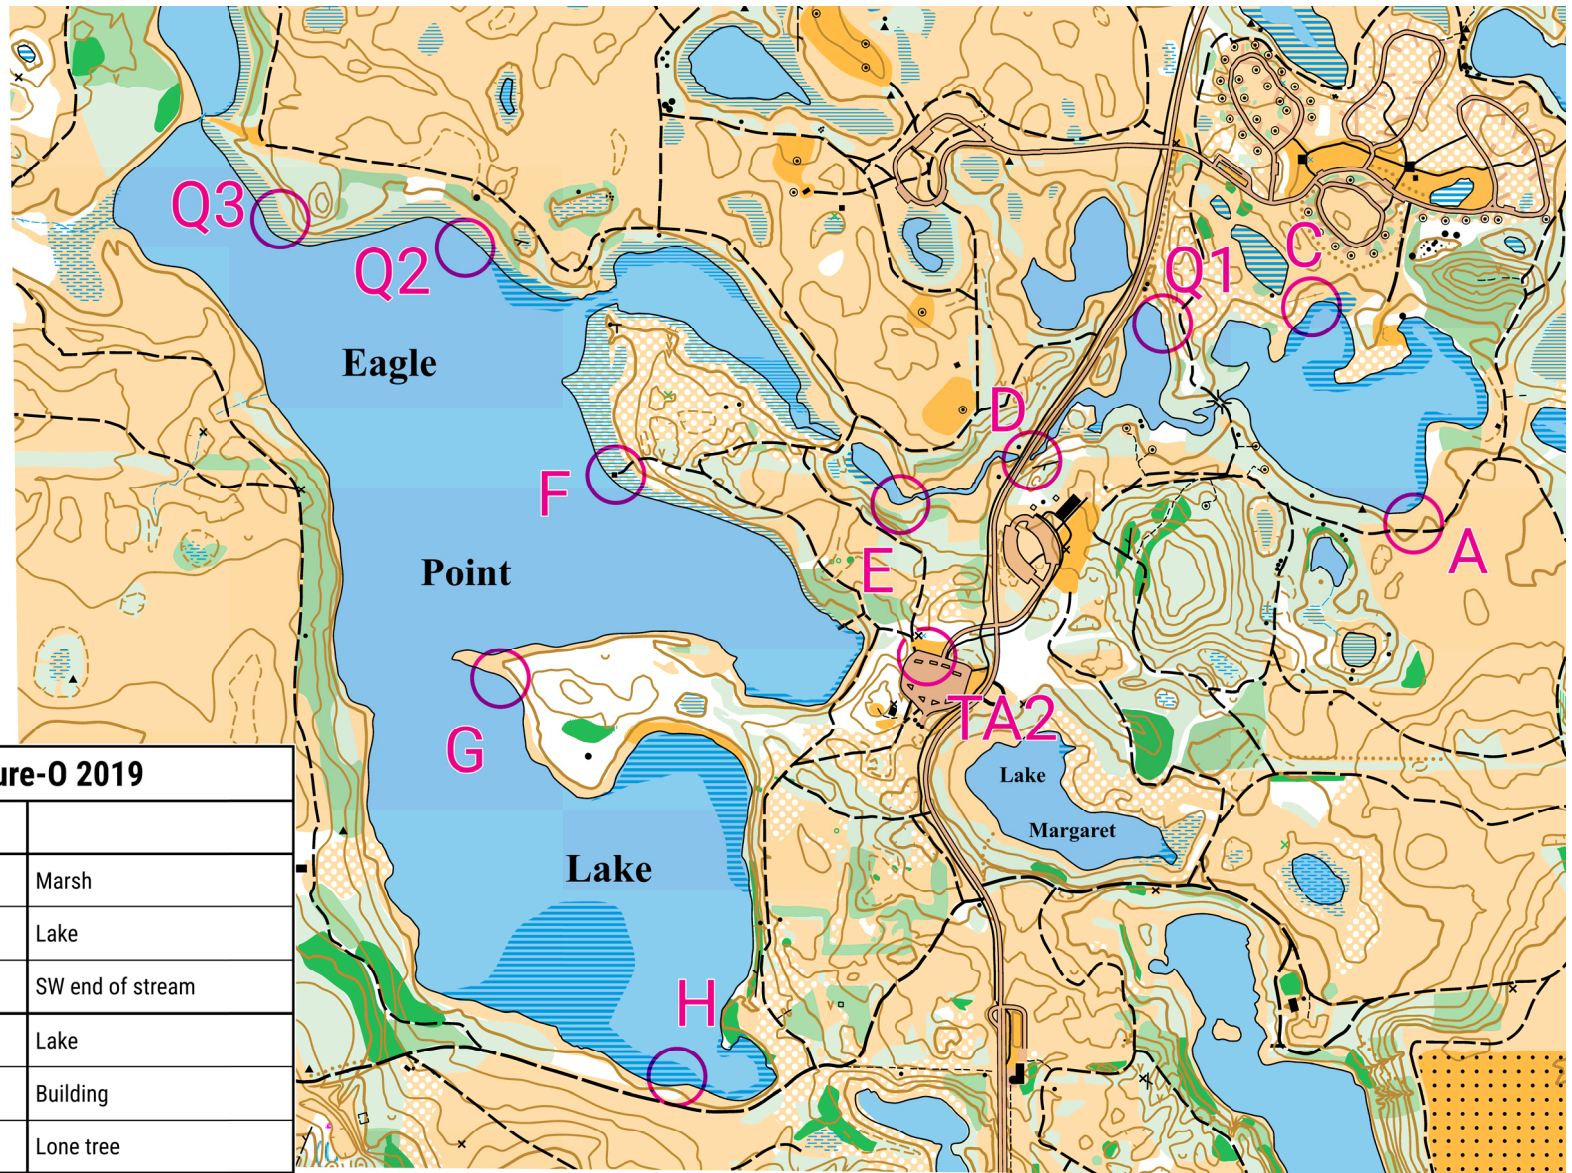 Q3
Q2
Q1
C
Eagle
D
F
Point
E
A
G
TA2
Lake
Margaret
ure-O 2019
Lake
Marsh
Lake
SW end of stream
H
Lake
Building
Lone tree